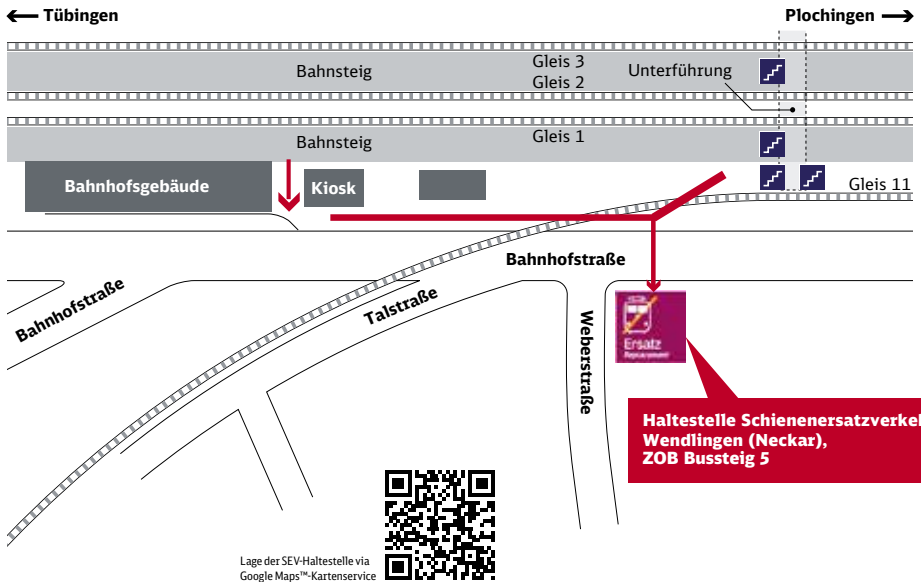 Tübingen
Plochingen
Bahnsteig
Gleis 3
Gleis 2
Unterführung
Bahnsteig
Gleis 1
Bahnhofsgebäude
Kiosk
Gleis 11
Bahnhofstraße
Bahnhofstraße
Talstraße
Weberstraße
Ersatz
Replacement
Haltestelle Schienenersatzverkeh
Wendlingen (Neckar),
ZOB Bussteig 5
Lage der SEV-Haltestelle via
Google Maps™-Kartenservice